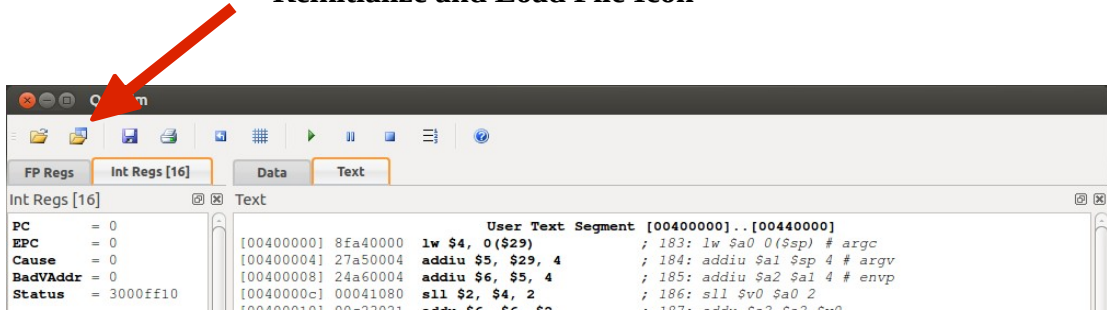 Reinitialize and Load File Icon
FP Regs Int Regs [16] Data Text
Int Regs [16] Text
PC = 0 User Text Segment [00400000]..[00440000]
EPC = 0 [00400000] 8fa40000 lw $4, 0($29) ; 183: lw $a0 0($sp) # argc
Cause = 0 [00400004] 27a50004 addiu $5, $29, 4 ; 184: addiu $a1 $sp 4 # argv
BadVAddr = 0 [00400008] 24a60004 addiu $6, $5, 4 ; 185: addiu $a2 $a1 4 # envp
Status = 3000ff10 [0040000c] 00041080 sll $2, $4, 2 ; 186: sll $v0 $a0 2